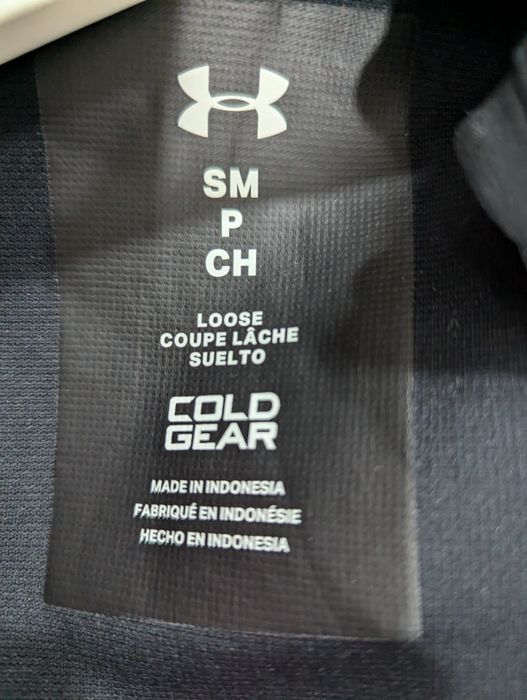 SM
P
CH
LOOSE
COUPE LÂCHE
SUELTO
COLD
GEAR
MADE IN INDONESIA
FABRIQUÉ EN INDONÉSIE
HECHO EN INDONESIA